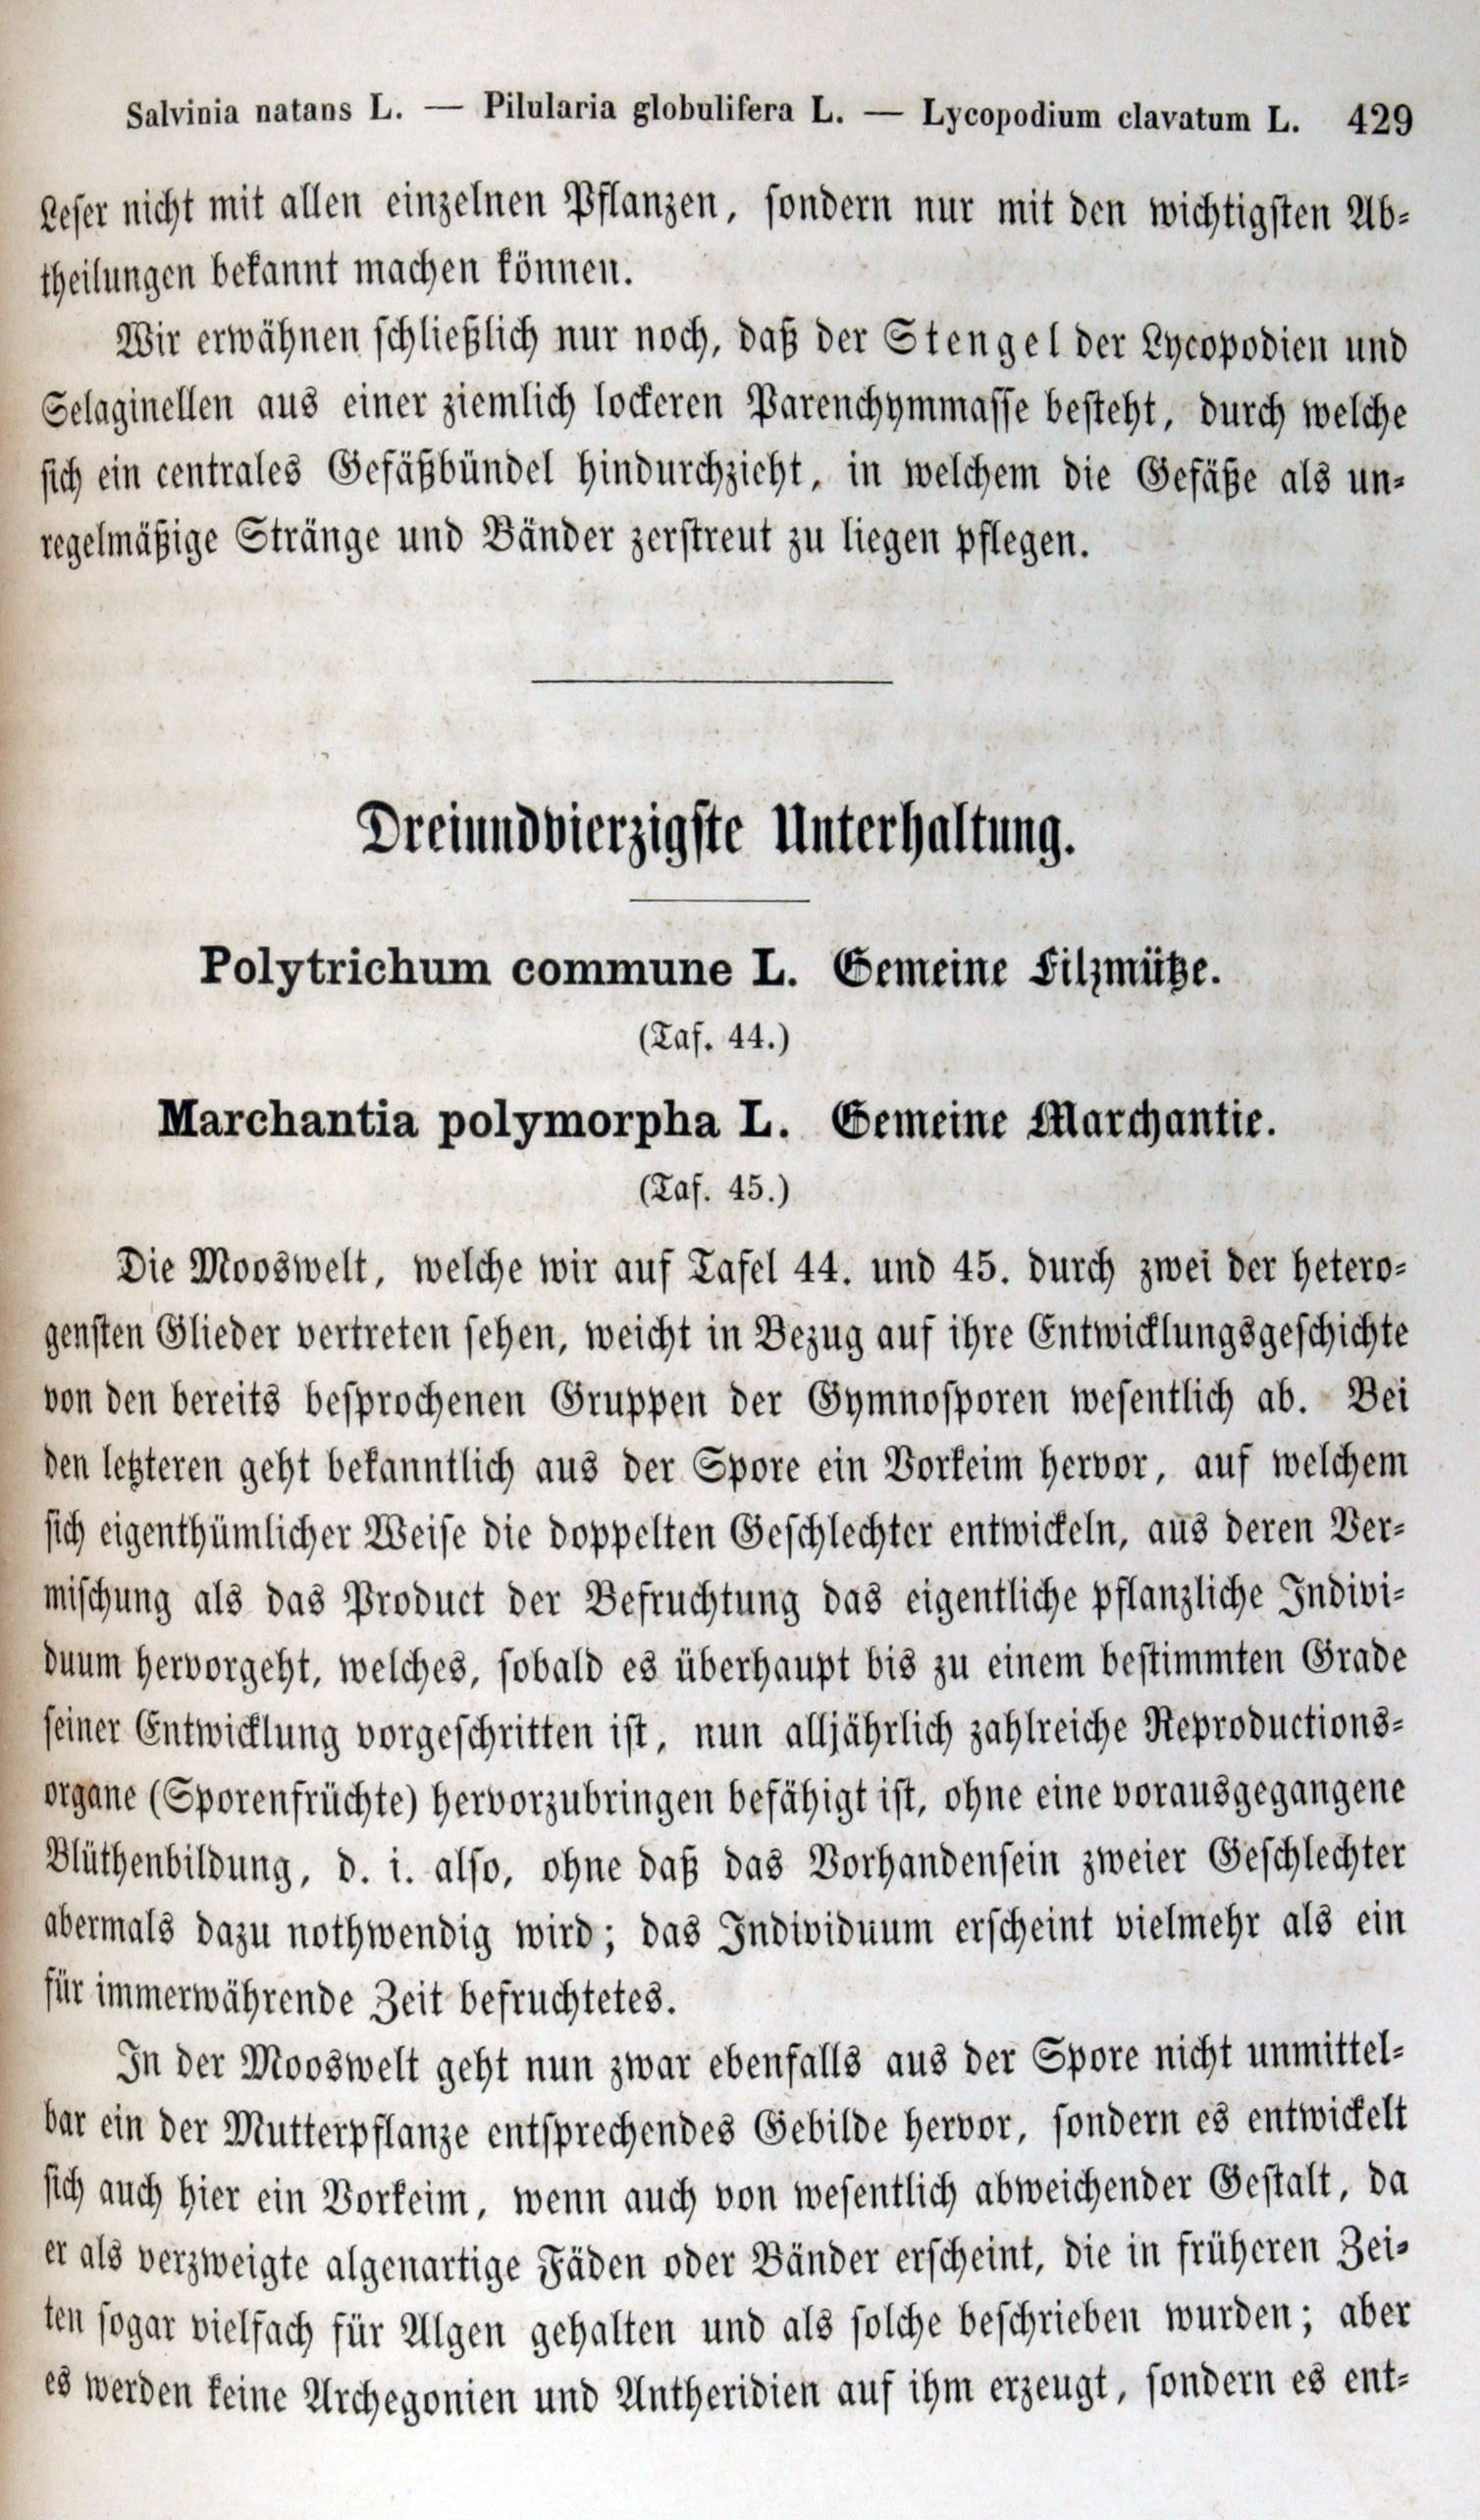 Salvinia natans L. — Pilularia globulifera L. — Lycopodium clavatum L. 429
Leser nicht mit allen einzelnen Pflanzen, sondern nur mit den wichtigsten Ab-
theilungen bekannt machen können.
Wir erwähnen schließlich nur noch, daß der Stengel der Lycopodien und
Selaginellen aus einer ziemlich lockeren Parenchymmasse besteht, durch welche
sich ein centrales Gefäßbündel hindurchzieht, in welchem die Gefäße als un-
regelmäßige Stränge und Bänder zerstreut zu liegen pflegen.
Dreiundvierzigste Unterhaltung.
Polytrichum commune L. Gemeine Filzmütze.
(Taf. 44.)
Marchantia polymorpha L. Gemeine Marchantie.
(Taf. 45.)
Die Mooswelt, welche wir auf Tafel 44. und 45. durch zwei der hetero-
gensten Glieder vertreten sehen, weicht in Bezug auf ihre Entwicklungsgeschichte
von den bereits besprochenen Gruppen der Gymnosporen wesentlich ab. Bei
den letzteren geht bekanntlich aus der Spore ein Vorkeim hervor, auf welchem
sich eigenthümlicher Weise die doppelten Geschlechter entwickeln, aus deren Ver-
mischung als das Product der Befruchtung das eigentliche pflanzliche Indivi-
duum hervorgeht, welches, sobald es überhaupt bis zu einem bestimmten Grade
seiner Entwicklung vorgeschritten ist, nun alljährlich zahlreiche Reproductions-
organe (Sporenfrüchte) hervorzubringen befähigt ist, ohne eine vorausgegangene
Blüthenbildung, d. i. also, ohne daß das Vorhandensein zweier Geschlechter
abermals dazu nothwendig wird; das Individuum erscheint vielmehr als ein
für immerwährende Zeit befruchtetes.
In der Mooswelt geht nun zwar ebenfalls aus der Spore nicht unmittel-
bar ein der Mutterpflanze entsprechendes Gebilde hervor, sondern es entwickelt
sich auch hier ein Vorkeim, wenn auch von wesentlich abweichender Gestalt, da
er als verzweigte algenartige Fäden oder Bänder erscheint, die in früheren Zei-
ten sogar vielfach für Algen gehalten und als solche beschrieben wurden; aber
es werden keine Archegonien und Antheridien auf ihm erzeugt, sondern es ent-